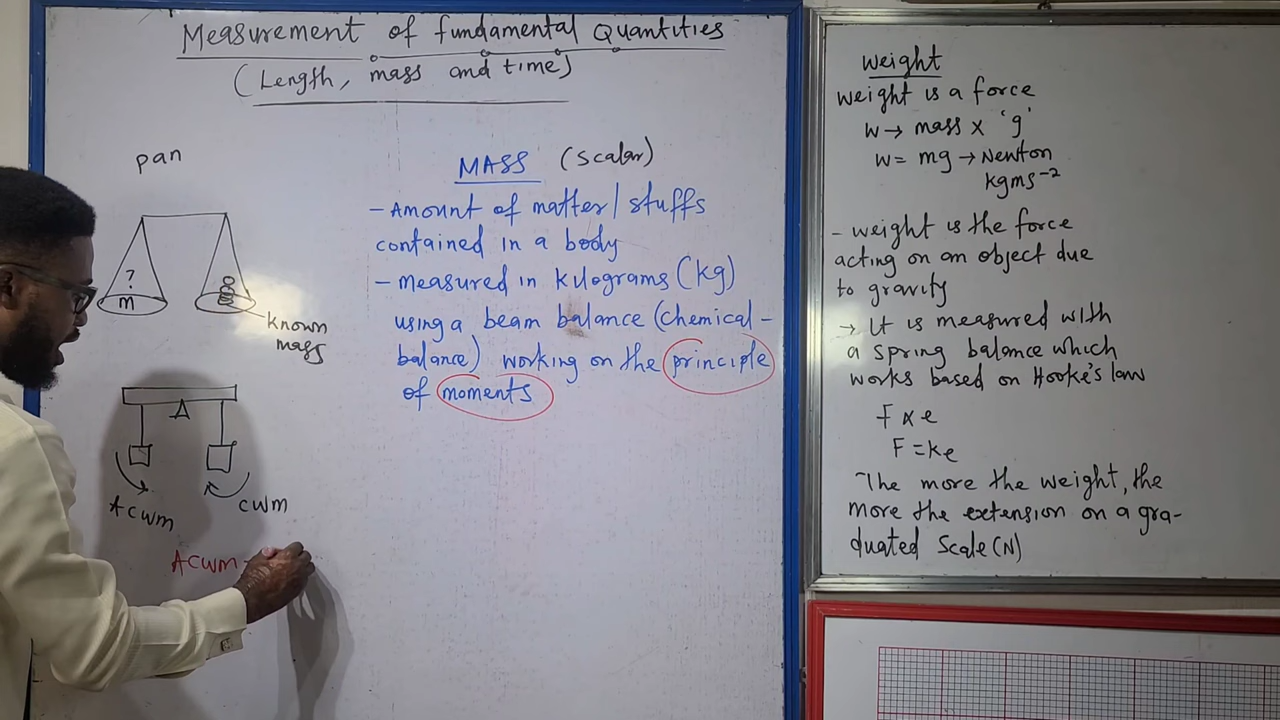 Measurement of fundamental Quantities
(Length, mass and time)
pan
?
m
known
mass
ACWM
CWM
ACWM
MASS (scalar)
- Amount of matter/stuffs
contained in a body
- measured in kilograms (kg)
using a beam balance (chemical-
balance) working on the principle
of moments
weight
weight is a force
W → mass x 'g'
W = mg → Newton
kgms⁻²
- weight is the force
acting on an object due
to gravity
→ It is measured with
a spring balance which
works based on Hooke's law
F ∝ e
F = ke
The more the weight, the
more the extension on a gra-
duated scale (N)